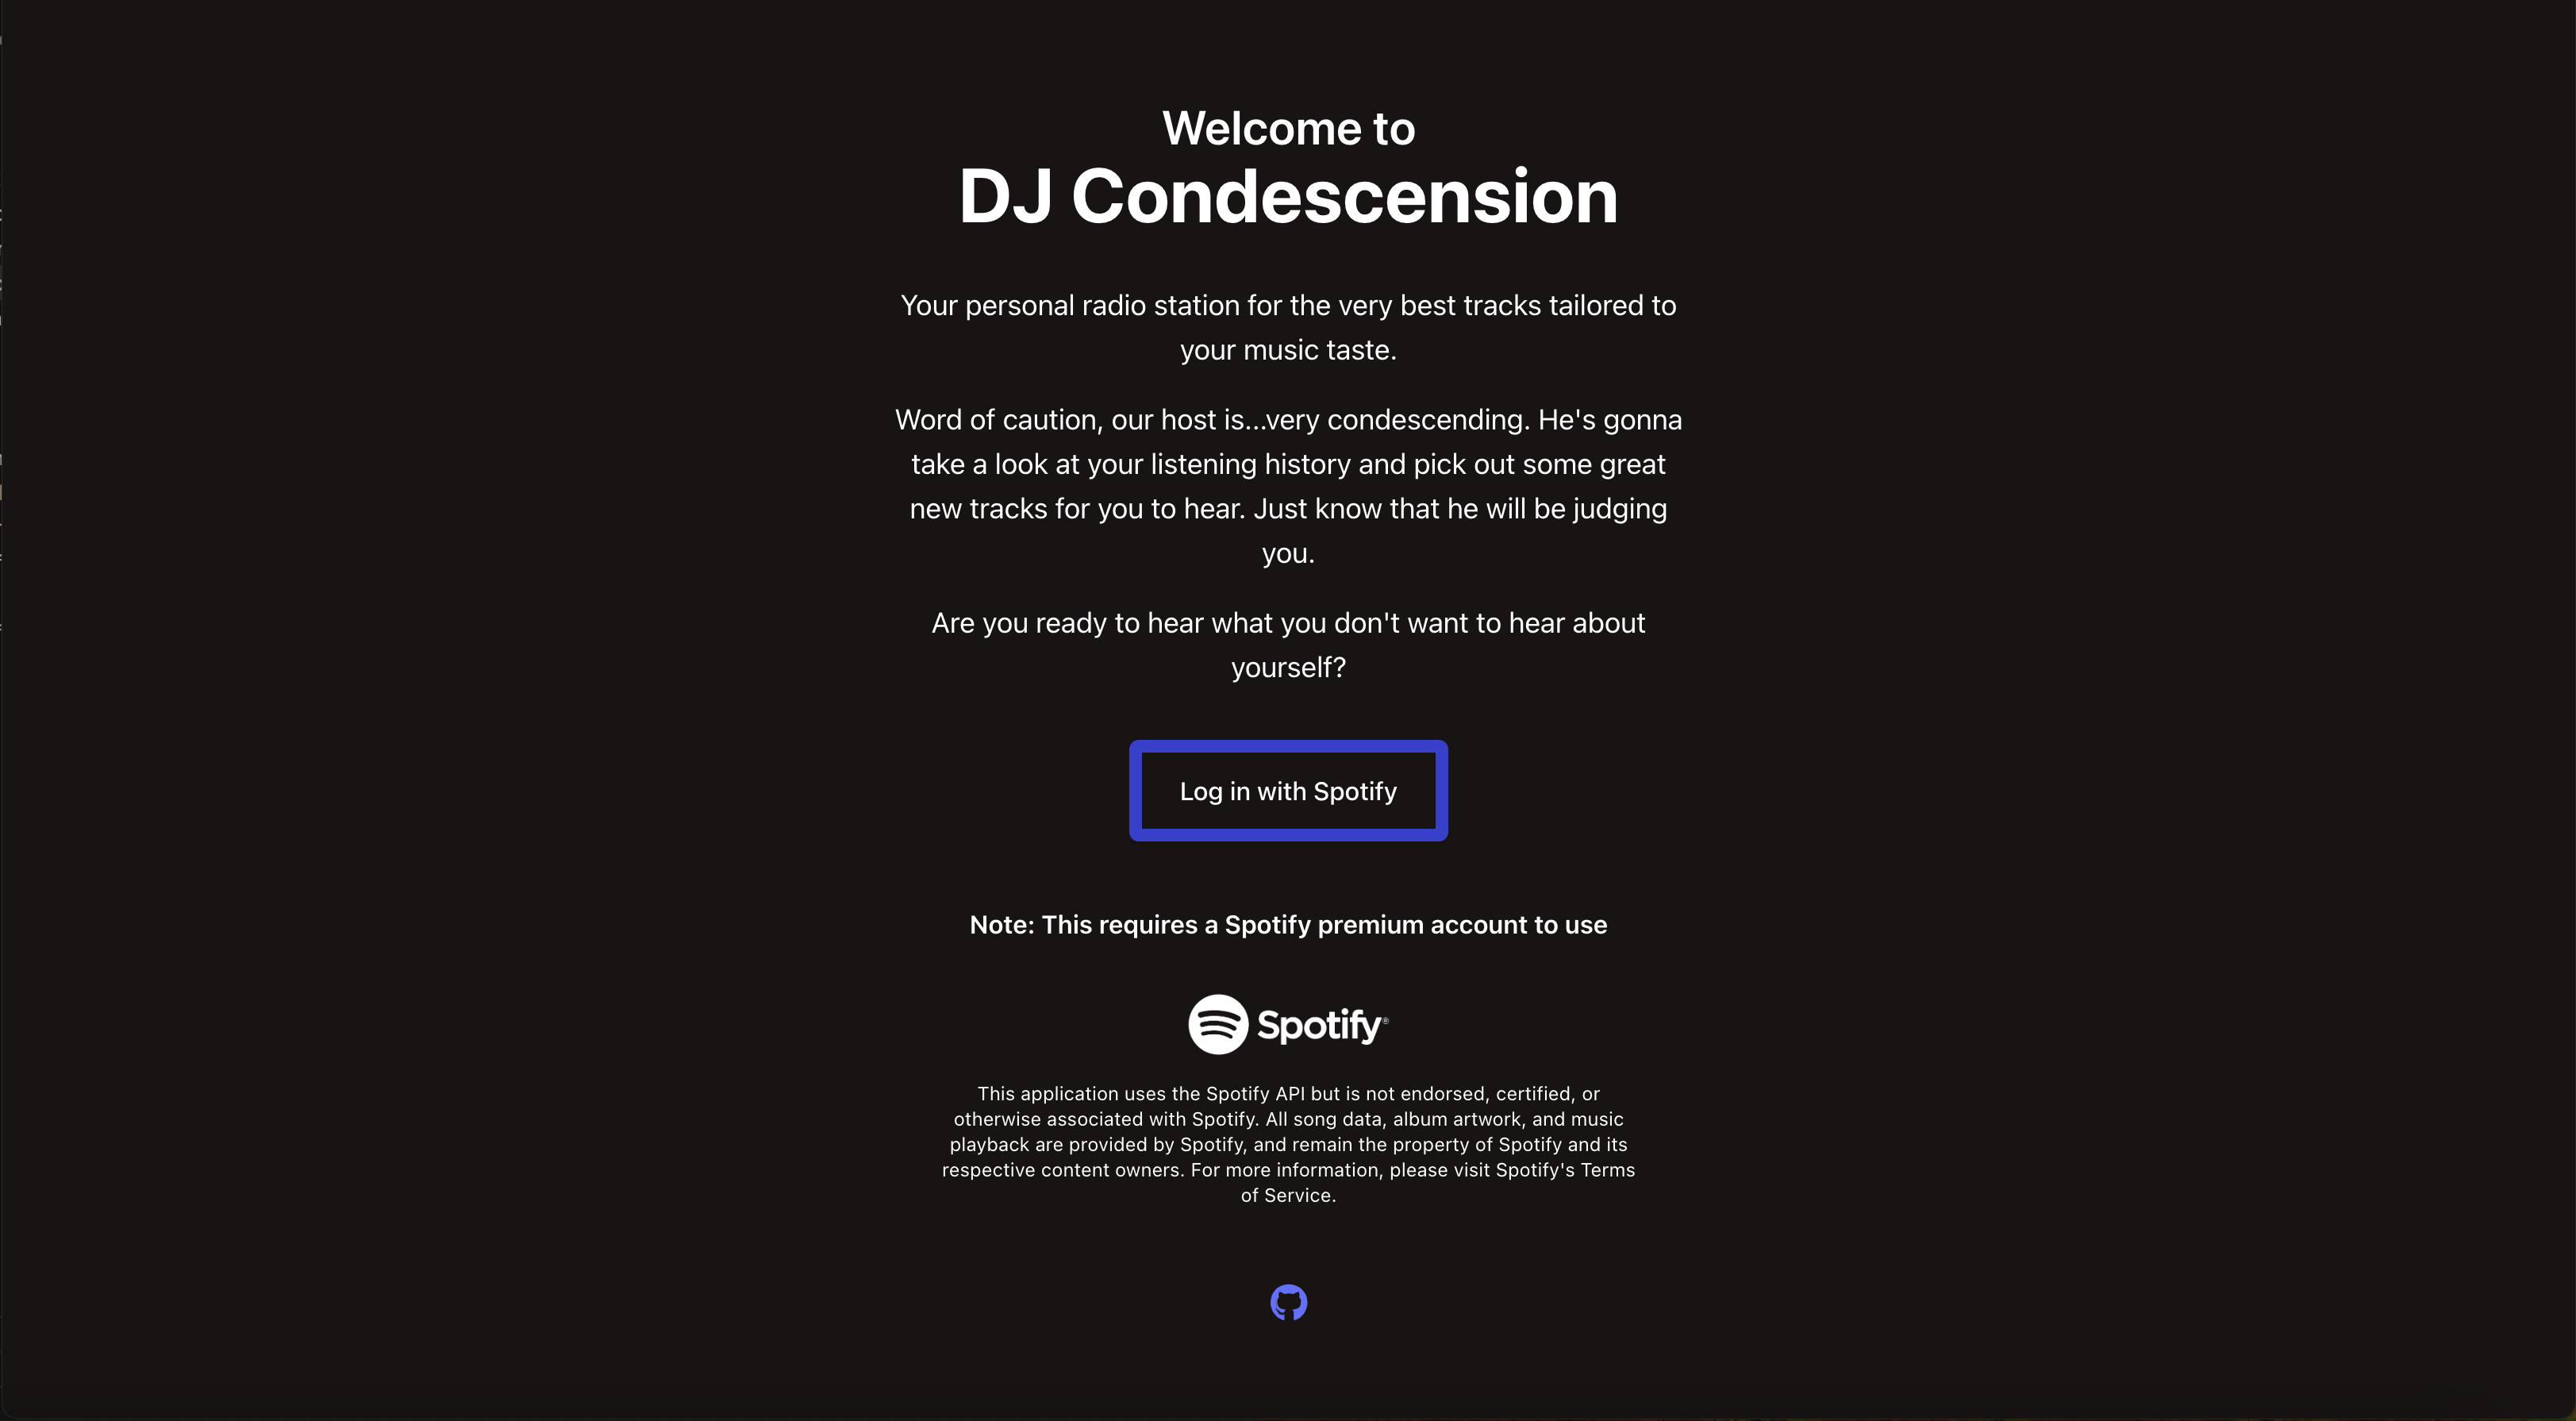 Welcome to
DJ Condescension
Your personal radio station for the very best tracks tailored to
your music taste.
Word of caution, our host is...very condescending. He's gonna
take a look at your listening history and pick out some great
new tracks for you to hear. Just know that he will be judging
you.
Are you ready to hear what you don't want to hear about
yourself?
Log in with Spotify
Note: This requires a Spotify premium account to use
Spotify®
This application uses the Spotify API but is not endorsed, certified, or
otherwise associated with Spotify. All song data, album artwork, and music
playback are provided by Spotify, and remain the property of Spotify and its
respective content owners. For more information, please visit Spotify's Terms
of Service.